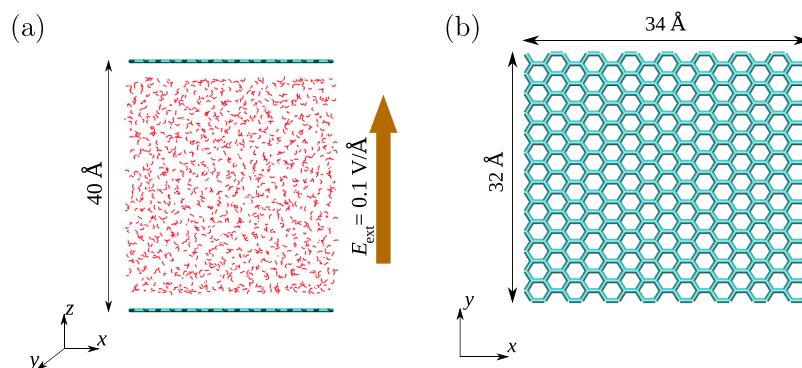 (a)
40 Å
E_ext = 0.1 V/Å
z
x
y
(b)
34 Å
32 Å
y
x